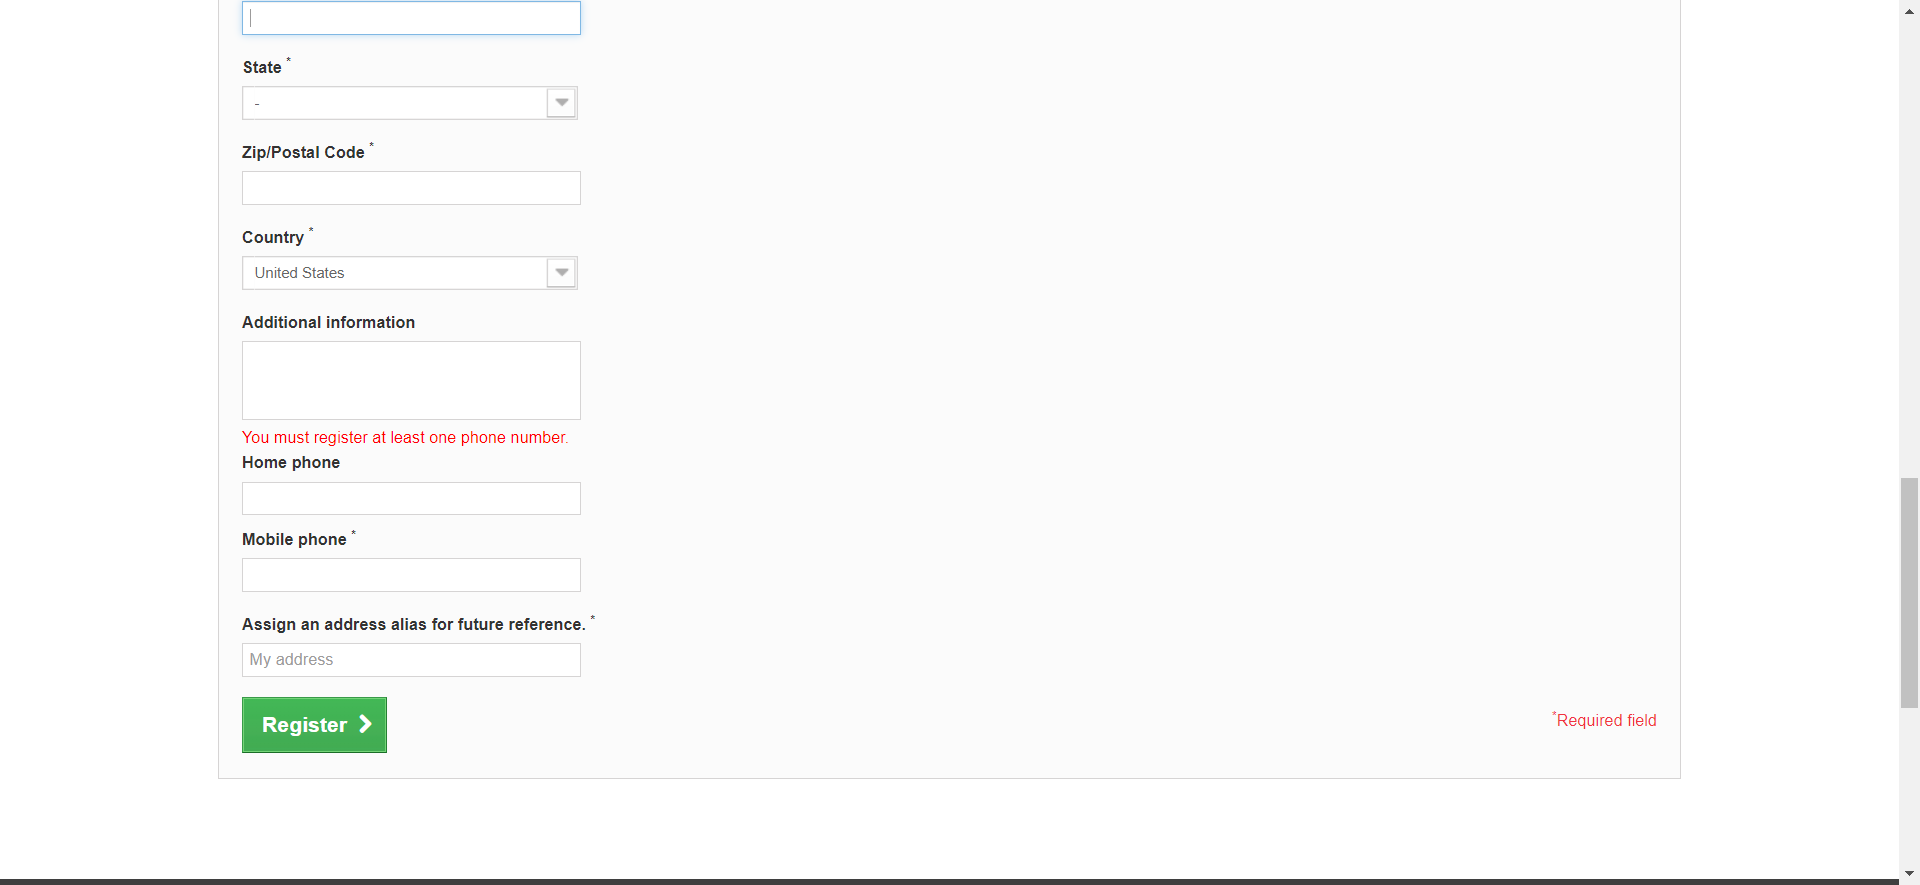 State *
-
Zip/Postal Code *
Country *
United States
Additional information
You must register at least one phone number.
Home phone
Mobile phone *
Assign an address alias for future reference. *
My address
Register
*Required field